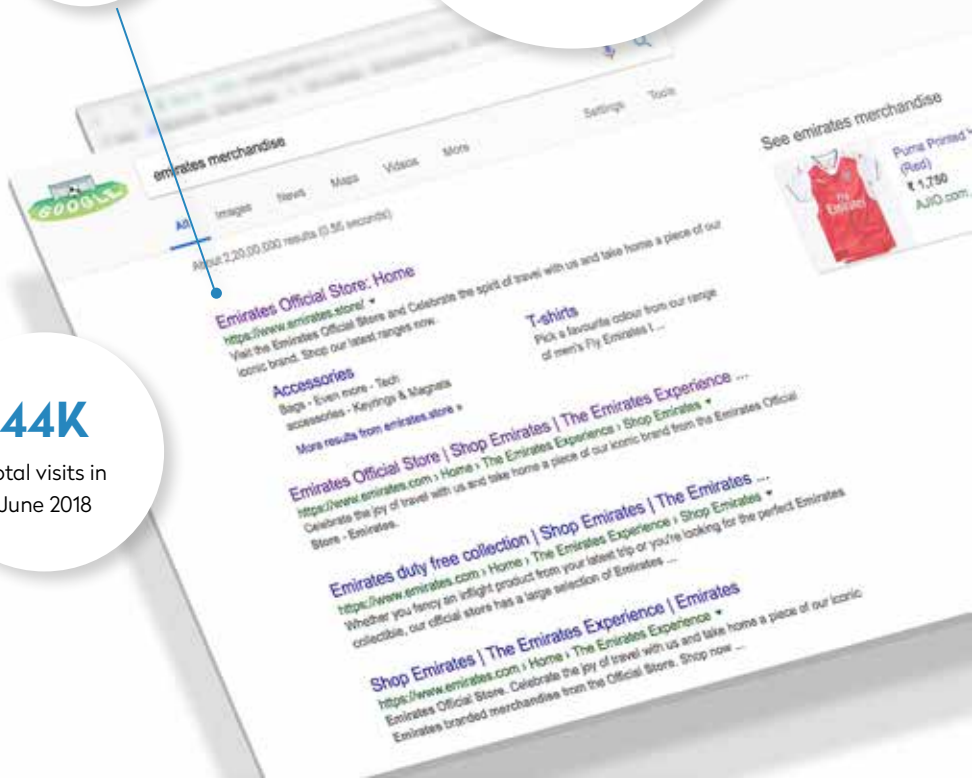 emirates merchandise
GOOGLE
All Images News Maps Videos More Settings Tools
About 2,20,00,000 results (0.55 seconds)
Emirates Official Store: Home
https://www.emirates.store/
Visit the Emirates Official Store and Celebrate the spirit of travel with us and take home a piece of our
iconic brand. Shop our latest ranges now.
Accessories
Bags - Even more - Tech
accessories - Keyrings & Magnets
T-shirts
Pick a favourite colour from our range
of men's Fly Emirates t ...
More results from emirates.store »
Emirates Official Store | Shop Emirates | The Emirates Experience ...
https://www.emirates.com › Home › The Emirates Experience › Shop Emirates
Celebrate the joy of travel with us and take home a piece of our iconic brand from the Emirates Official
Store - Emirates.
Emirates duty free collection | Shop Emirates | The Emirates ...
https://www.emirates.com › Home › The Emirates Experience › Shop Emirates
Whether you fancy an inflight product from your latest trip or you're looking for the perfect Emirates
collectible, our official store has a large selection of Emirates ...
Shop Emirates | The Emirates Experience | Emirates
https://www.emirates.com › Home › The Emirates Experience
Emirates Official Store. Celebrate the joy of travel with us and take home a piece of our iconic
Emirates branded merchandise from the Official Store. Shop now ...
See emirates merchandise
Puma Printed
(Red)
₹ 1,750
AJIO.com
Fly
Emirates
44K
otal visits in
June 2018